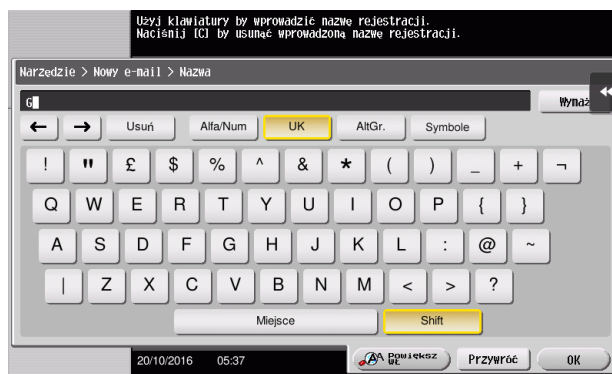 Użyj klawiatury by wprowadzić nazwę rejestracji.
Naciśnij [C] by usunąć wprowadzoną nazwę rejestracji.
Narzędzie > Nowy e-mail > Nazwa
G
← → Usuń Alfa/Num UK AltGr. Symbole
! " £ $ % ^ & * ( ) _ + ¬
Q W E R T Y U I O P { }
A S D F G H J K L : @ ~
| Z X C V B N M < > ?
Miejsce Shift
20/10/2016 05:37 Powiększ WŁ Przywróć OK